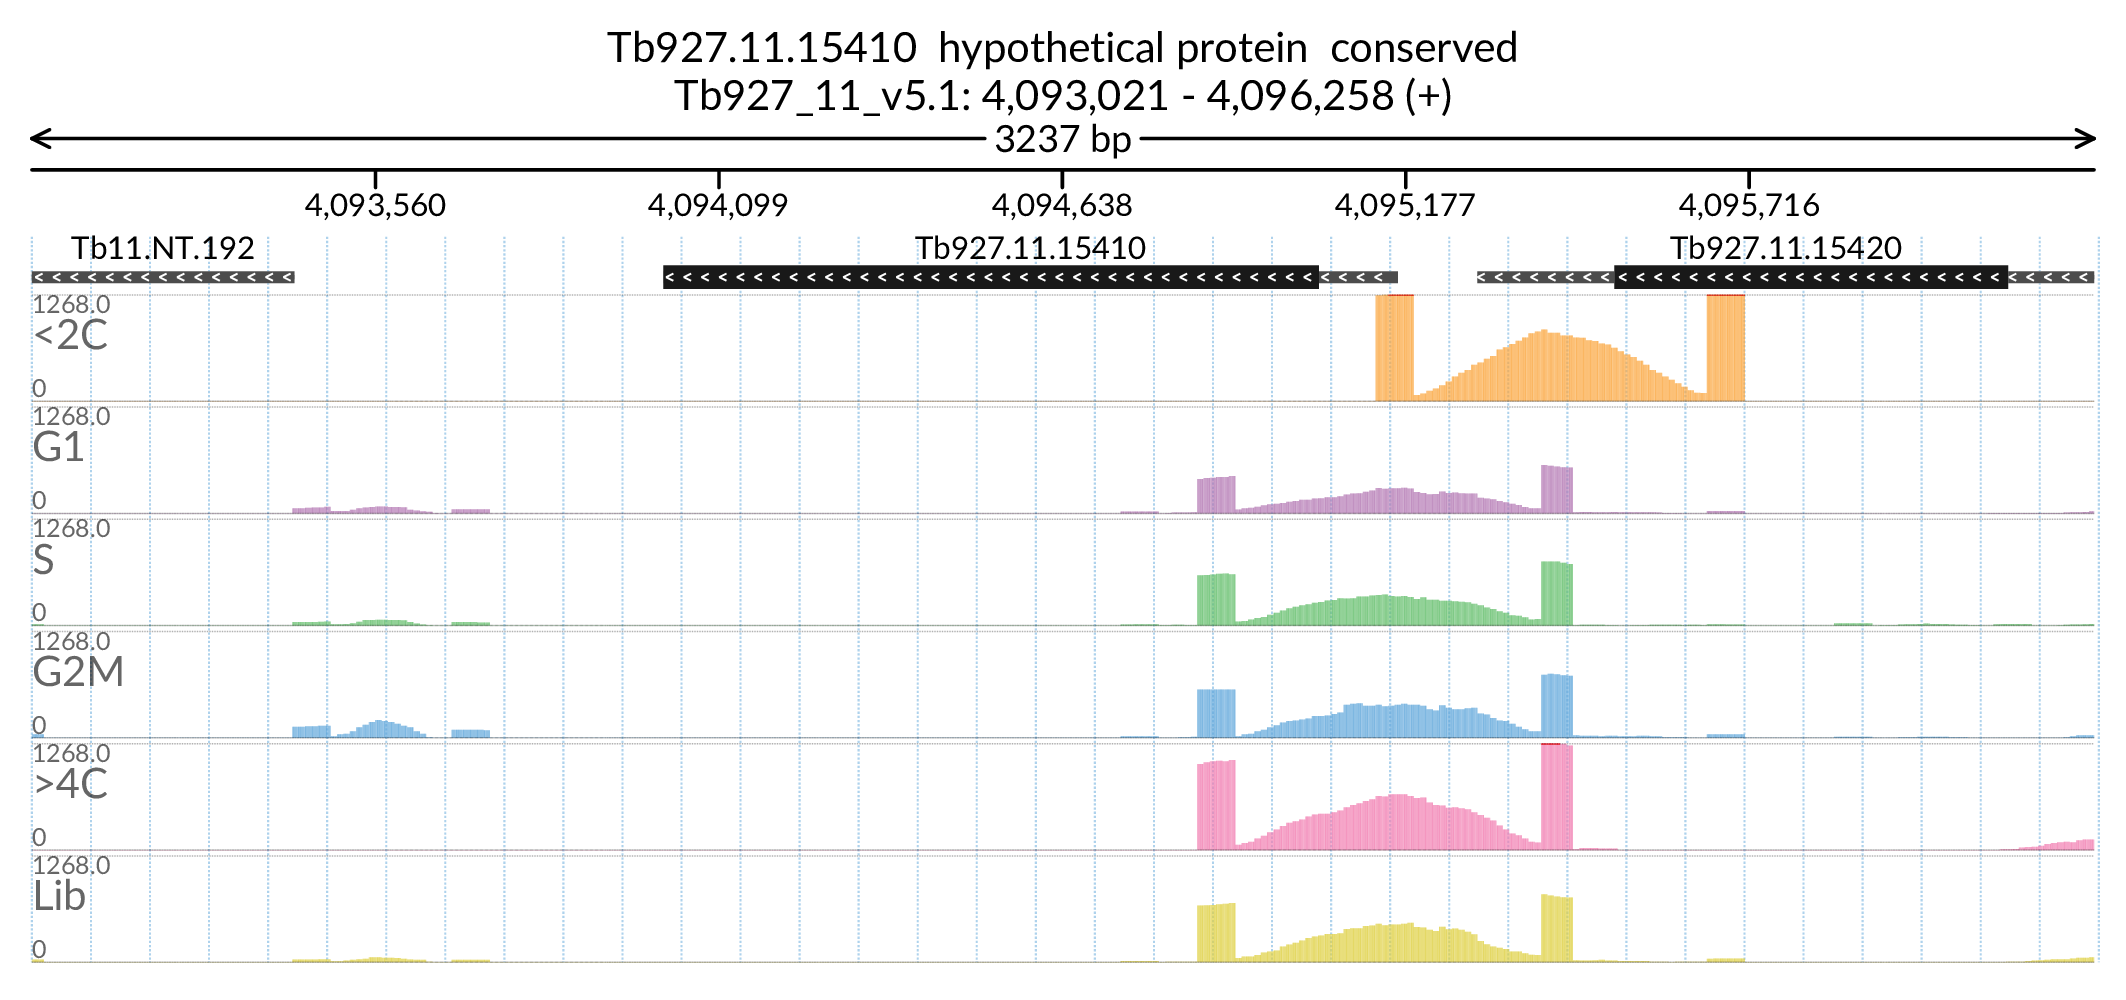 Tb927.11.15410 hypothetical protein conserved
Tb927_11_v5.1: 4,093,021 - 4,096,258 (+)
3237 bp
4,093,560 4,094,099 4,094,638 4,095,177 4,095,716
Tb11.NT.192 Tb927.11.15410 Tb927.11.15420
1268.0
<2C
0
1268.0
G1
0
1268.0
S
0
1268.0
G2M
0
1268.0
>4C
0
1268.0
Lib
0